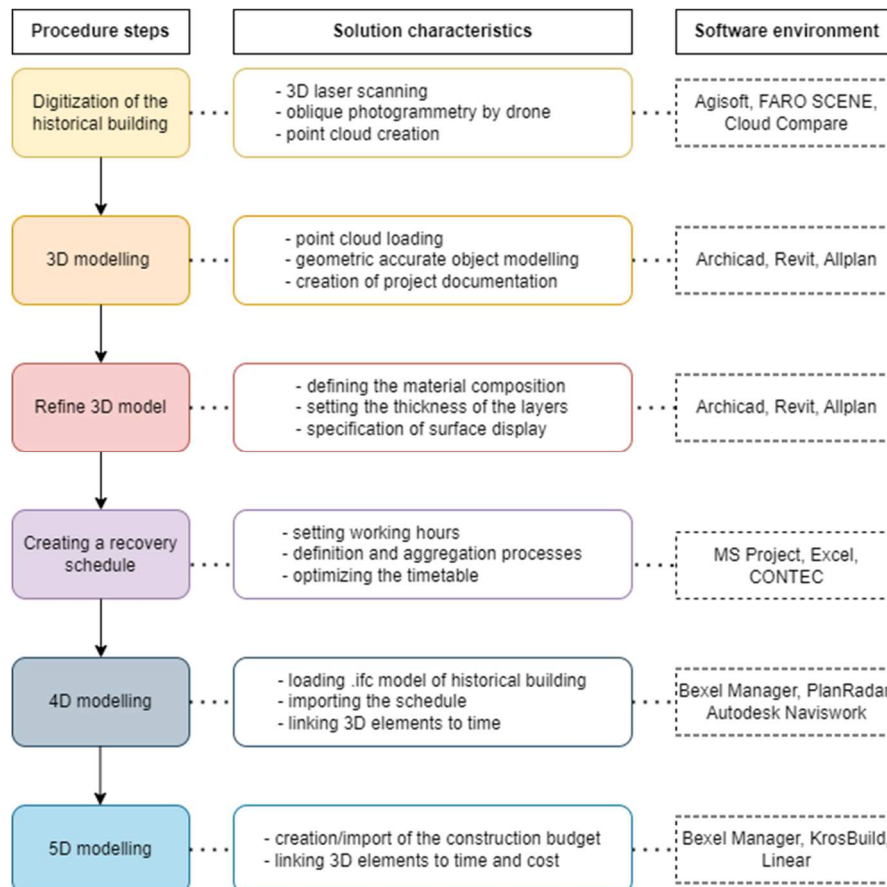 Procedure steps
Solution characteristics
Software environment
Digitization of the
historical building
- 3D laser scanning
- oblique photogrammetry by drone
- point cloud creation
Agisoft, FARO SCENE,
Cloud Compare
3D modelling
- point cloud loading
- geometric accurate object modelling
- creation of project documentation
Archicad, Revit, Allplan
Refine 3D model
- defining the material composition
- setting the thickness of the layers
- specification of surface display
Archicad, Revit, Allplan
Creating a recovery
schedule
- setting working hours
- definition and aggregation processes
- optimizing the timetable
MS Project, Excel,
CONTEC
4D modelling
- loading .ifc model of historical building
- importing the schedule
- linking 3D elements to time
Bexel Manager, PlanRadar
Autodesk Naviswork
5D modelling
- creation/import of the construction budget
- linking 3D elements to time and cost
Bexel Manager, KrosBuild,
Linear